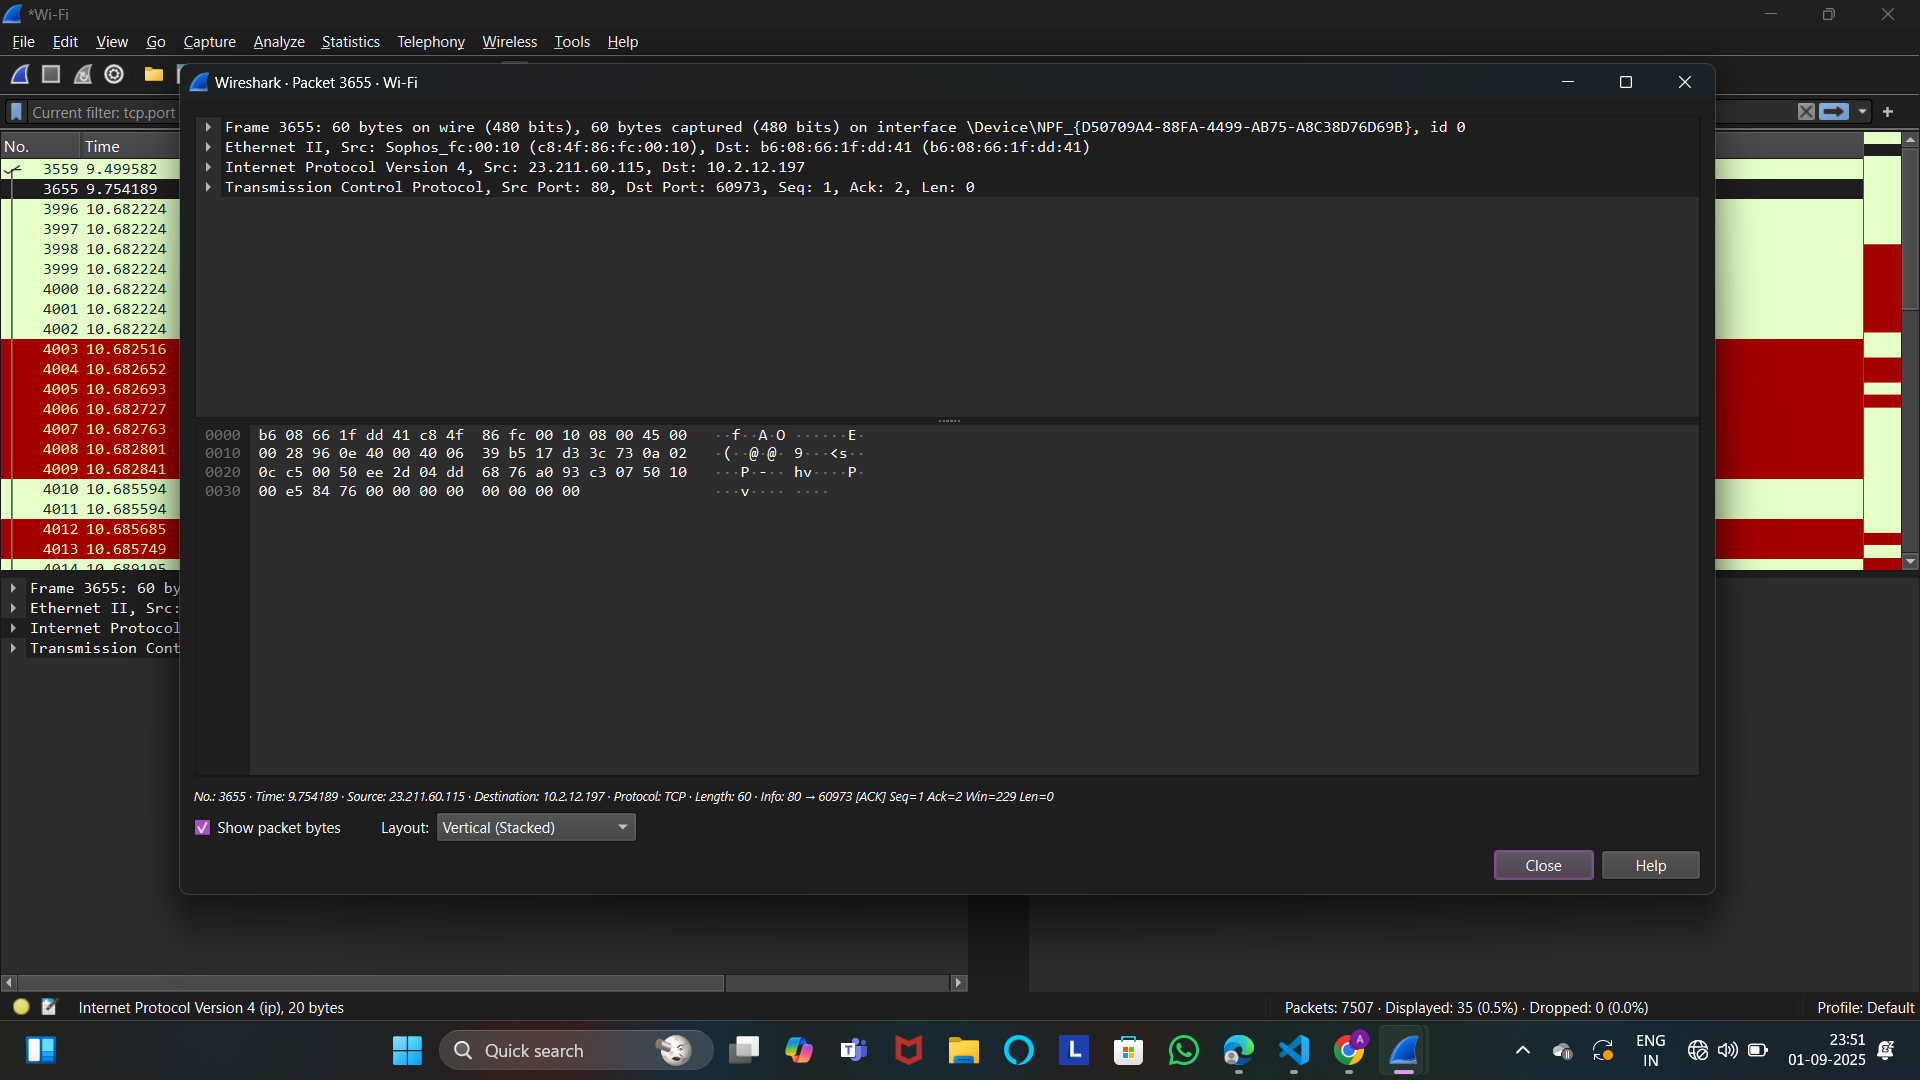 *Wi-Fi
File Edit View Go Capture Analyze Statistics Telephony Wireless Tools Help
Wireshark · Packet 3655 · Wi-Fi
Current filter: tcp.port
Frame 3655: 60 bytes on wire (480 bits), 60 bytes captured (480 bits) on interface \Device\NPF_{D50709A4-88FA-4499-AB75-A8C38D76D69B}, id 0
Ethernet II, Src: Sophos_fc:00:10 (c8:4f:86:fc:00:10), Dst: b6:08:66:1f:dd:41 (b6:08:66:1f:dd:41)
Internet Protocol Version 4, Src: 23.211.60.115, Dst: 10.2.12.197
Transmission Control Protocol, Src Port: 80, Dst Port: 60973, Seq: 1, Ack: 2, Len: 0
No. Time
3559 9.499582
3655 9.754189
3996 10.682224
3997 10.682224
3998 10.682224
3999 10.682224
4000 10.682224
4001 10.682224
4002 10.682224
4003 10.682516
4004 10.682652
4005 10.682693
4006 10.682727
4007 10.682763
4008 10.682801
4009 10.682841
4010 10.685594
4011 10.685594
4012 10.685685
4013 10.685749
4014 10.689195
0000 b6 08 66 1f dd 41 c8 4f 86 fc 00 10 08 00 45 00 ··f··A·O ······E·
0010 00 28 96 0e 40 00 40 06 39 b5 17 d3 3c 73 0a 02 ·(··@·@· 9···<s··
0020 0c c5 00 50 ee 2d 04 dd 68 76 a0 93 c3 07 50 10 ···P·-·· hv····P·
0030 00 e5 84 76 00 00 00 00 00 00 00 00 ···v···· ····
Frame 3655: 60 by
Ethernet II, Src:
Internet Protocol
Transmission Cont
No.: 3655 · Time: 9.754189 · Source: 23.211.60.115 · Destination: 10.2.12.197 · Protocol: TCP · Length: 60 · Info: 80 → 60973 [ACK] Seq=1 Ack=2 Win=229 Len=0
Show packet bytes Layout: Vertical (Stacked)
Close Help
Internet Protocol Version 4 (ip), 20 bytes
Packets: 7507 · Displayed: 35 (0.5%) · Dropped: 0 (0.0%)
Profile: Default
Quick search
L
A
ENG
IN
23:51
01-09-2025